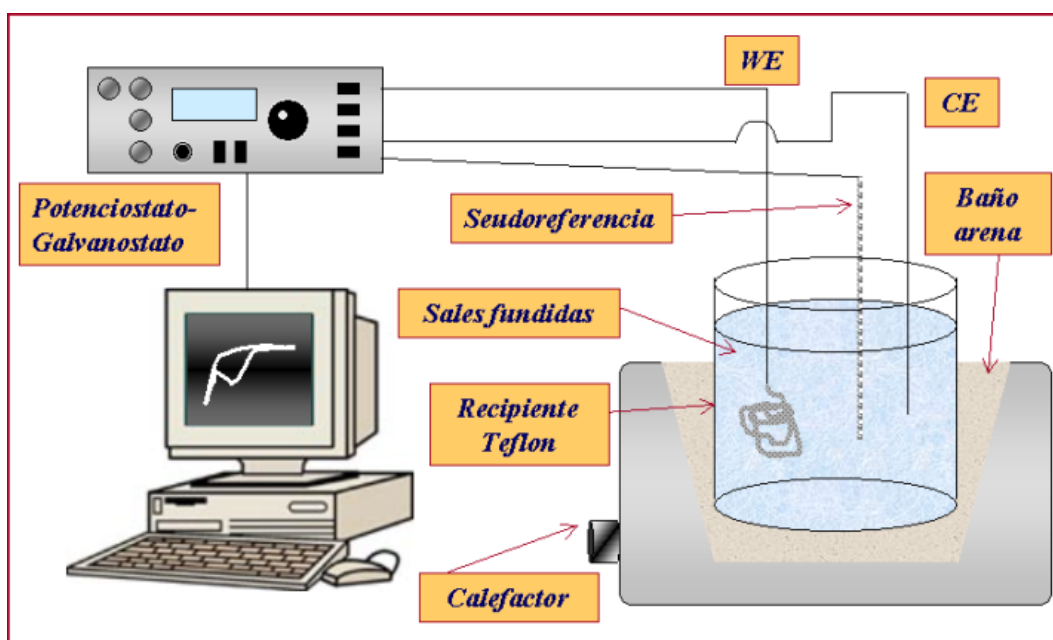 WE
CE
Potenciostato-
Galvanostato
Seudoreferencia
Baño
arena
Sales fundidas
Recipiente
Teflon
Calefactor